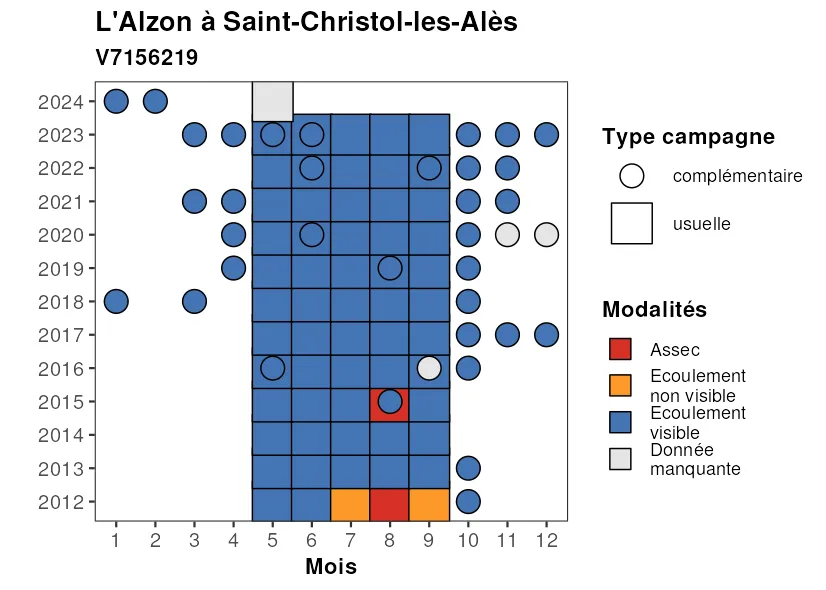 L'Alzon à Saint-Christol-les-Alès
V7156219
2024
2023
2022
2021
2020
2019
2018
2017
2016
2015
2014
2013
2012
1 2 3 4 5 6 7 8 9 10 11 12
Mois
Type campagne
complémentaire
usuelle
Modalités
Assec
Ecoulement
non visible
Ecoulement
visible
Donnée
manquante